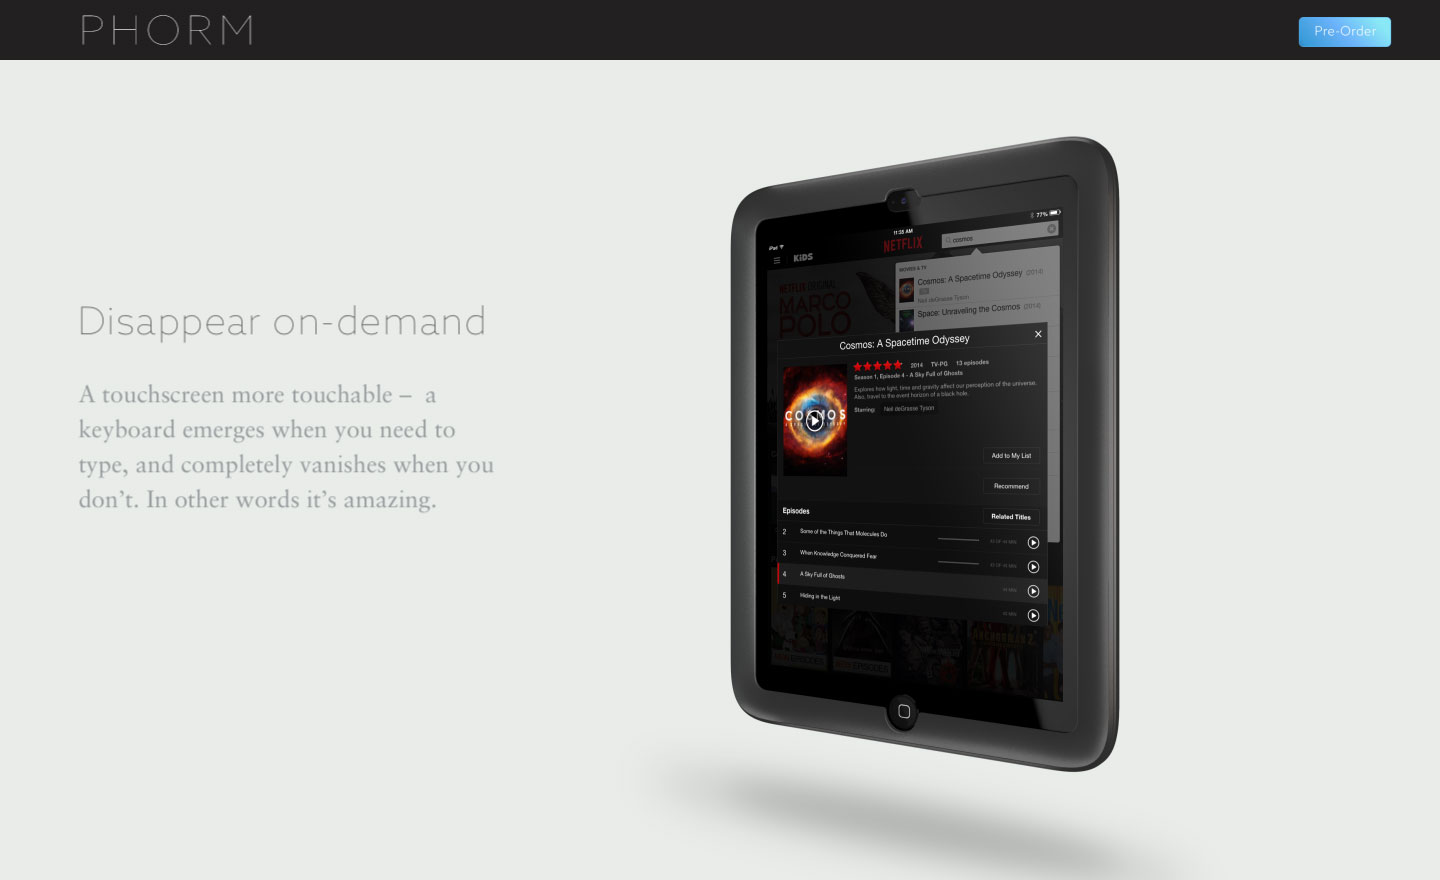 PHORM
Pre-Order
Disappear on-demand
A touchscreen more touchable – a
keyboard emerges when you need to
type, and completely vanishes when you
don't. In other words it's amazing.
iPad
11:35 AM
77%
KiDS
NETFLIX
cosmos
MOVIES & TV
Cosmos: A Spacetime Odyssey (2014)
Neil deGrasse Tyson
Space: Unraveling the Cosmos (2014)
NETFLIX ORIGINAL
MARCO
POLO
Cosmos: A Spacetime Odyssey
2014 TV-PG 13 episodes
Season 1, Episode 4 - A Sky Full of Ghosts
Explores how light, time and gravity affect our perception of the universe.
Also, travel to the event horizon of a black hole.
Starring: Neil deGrasse Tyson
COSMOS
Add to My List
Recommend
Episodes
Related Titles
2 Some of the Things That Molecules Do
3 When Knowledge Conquered Fear
4 A Sky Full of Ghosts
5 Hiding in the Light
EPISODES
EPISODES
ANCHORMAN 2